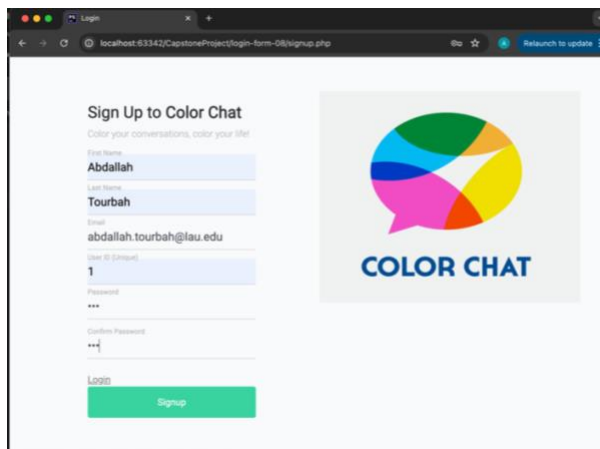 Login
localhost:63342/CapstoneProject/login-form-08/signup.php
Relaunch to update
Sign Up to Color Chat
Color your conversations, color your life!
First Name
Abdallah
Last Name
Tourbah
Email
abdallah.tourbah@lau.edu
User ID (Unique)
1
Password
•••
Confirm Password
•••
Login
Signup
COLOR CHAT